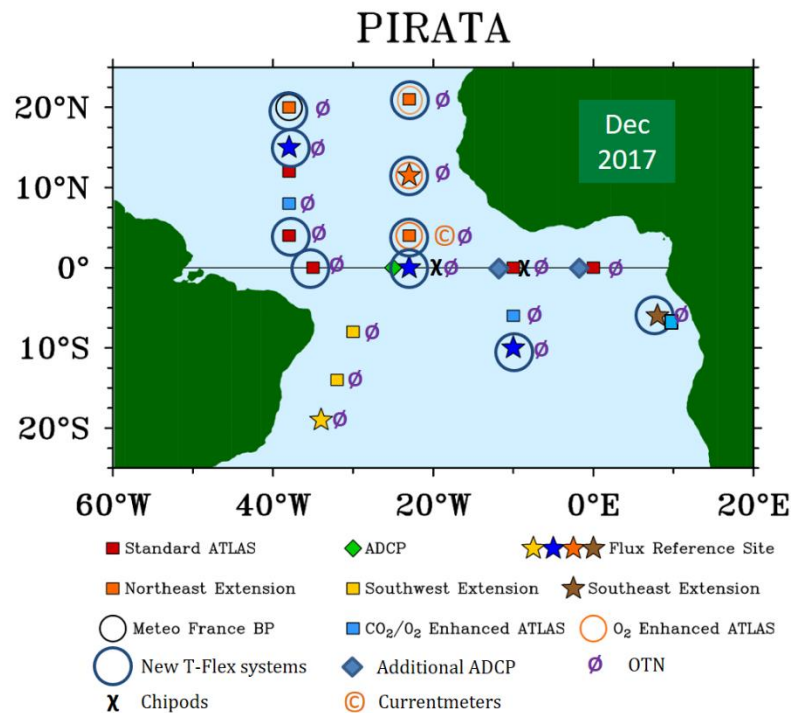 PIRATA
20°N
10°N
0°
10°S
20°S
Dec
2017
Ø
Ø
Ø
Ø
Ø
Ø
Ø
© Ø
Ø
χ Ø
χ Ø
Ø
Ø
Ø
Ø
Ø
Ø
Ø
60°W 40°W 20°W 0°E 20°E
Standard ATLAS ADCP Flux Reference Site
Northeast Extension Southwest Extension Southeast Extension
Meteo France BP CO₂/O₂ Enhanced ATLAS O₂ Enhanced ATLAS
New T-Flex systems Additional ADCP Ø OTN
χ Chipods © Currentmeters